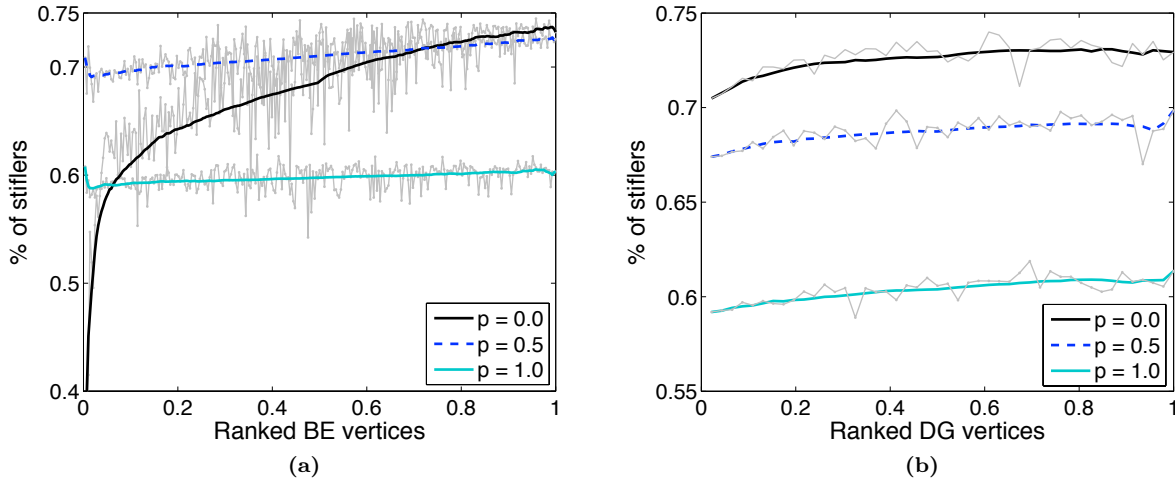 0.75
0.7
0.6
0.5
0.4
% of stiflers
0 0.2 0.4 0.6 0.8 1
Ranked BE vertices
p = 0.0
p = 0.5
p = 1.0
(a)
0.75
0.7
0.65
0.6
0.55
% of stiflers
0 0.2 0.4 0.6 0.8 1
Ranked DG vertices
p = 0.0
p = 0.5
p = 1.0
(b)